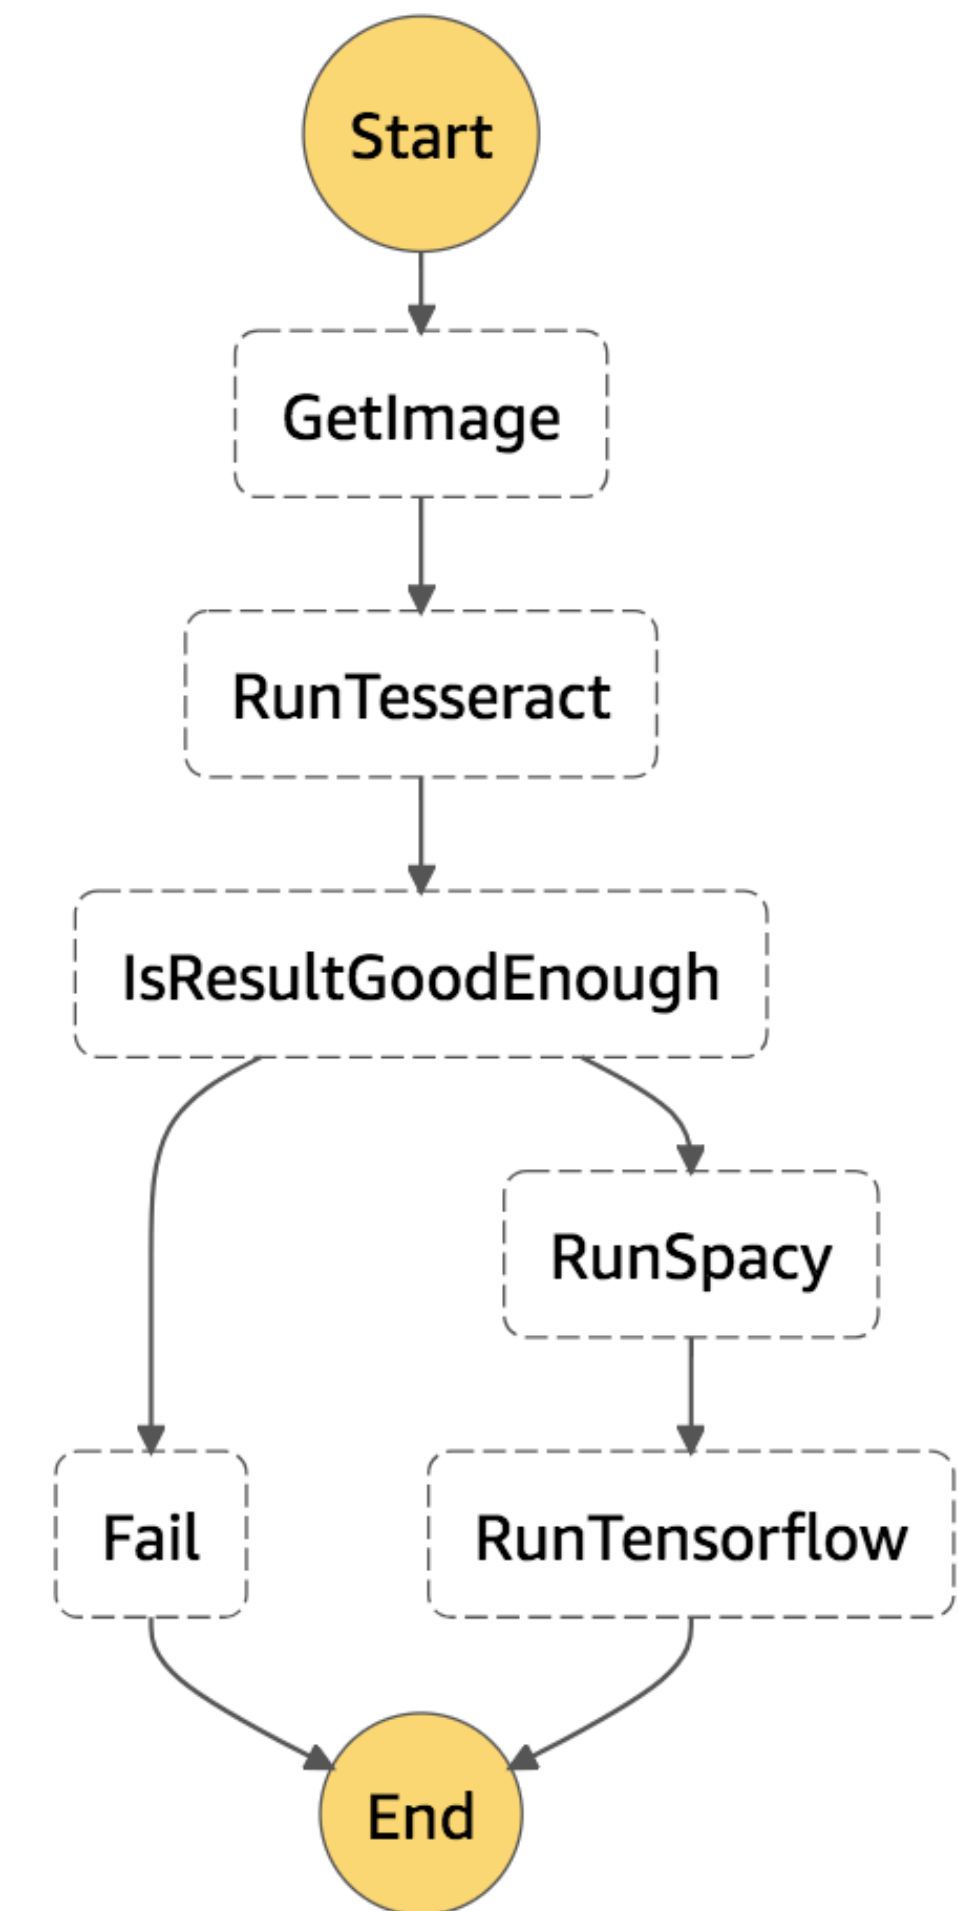 Start
GetImage
RunTesseract
IsResultGoodEnough
RunSpacy
Fail
RunTensorflow
End